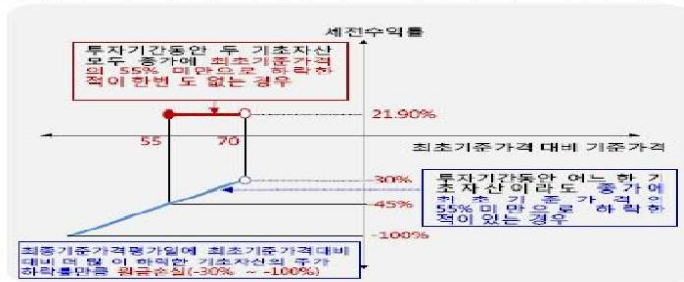 세전수익률
투자기간동안 두 기초자산
모두 종가에 최초기준가격
의 55% 미만으로 하락한
적이 한번 도 없는 경우
21.90%
55 70
최초기준가격 대비 기준가격
-30%
투자기간동안 어느 한 기
초자산이라도 종가에
최초기준가격의
55%미만으로 하락한
적이 있는 경우
-45%
-100%
최종기준가격평가일에 최초기준가격대비
대비 더 많이 하락한 기초자산의 주가
하락률만큼 원금손실(-30% ~ -100%)